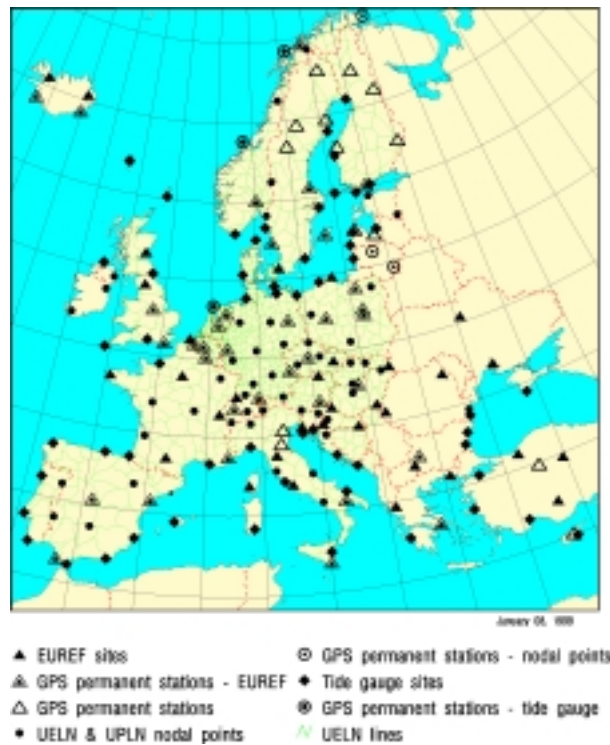 January 01, 1999
EUREF sites
GPS permanent stations - nodal points
GPS permanent stations - EUREF
Tide gauge sites
GPS permanent stations
GPS permanent stations - tide gauge
UELN & UPLN nodal points
UELN lines